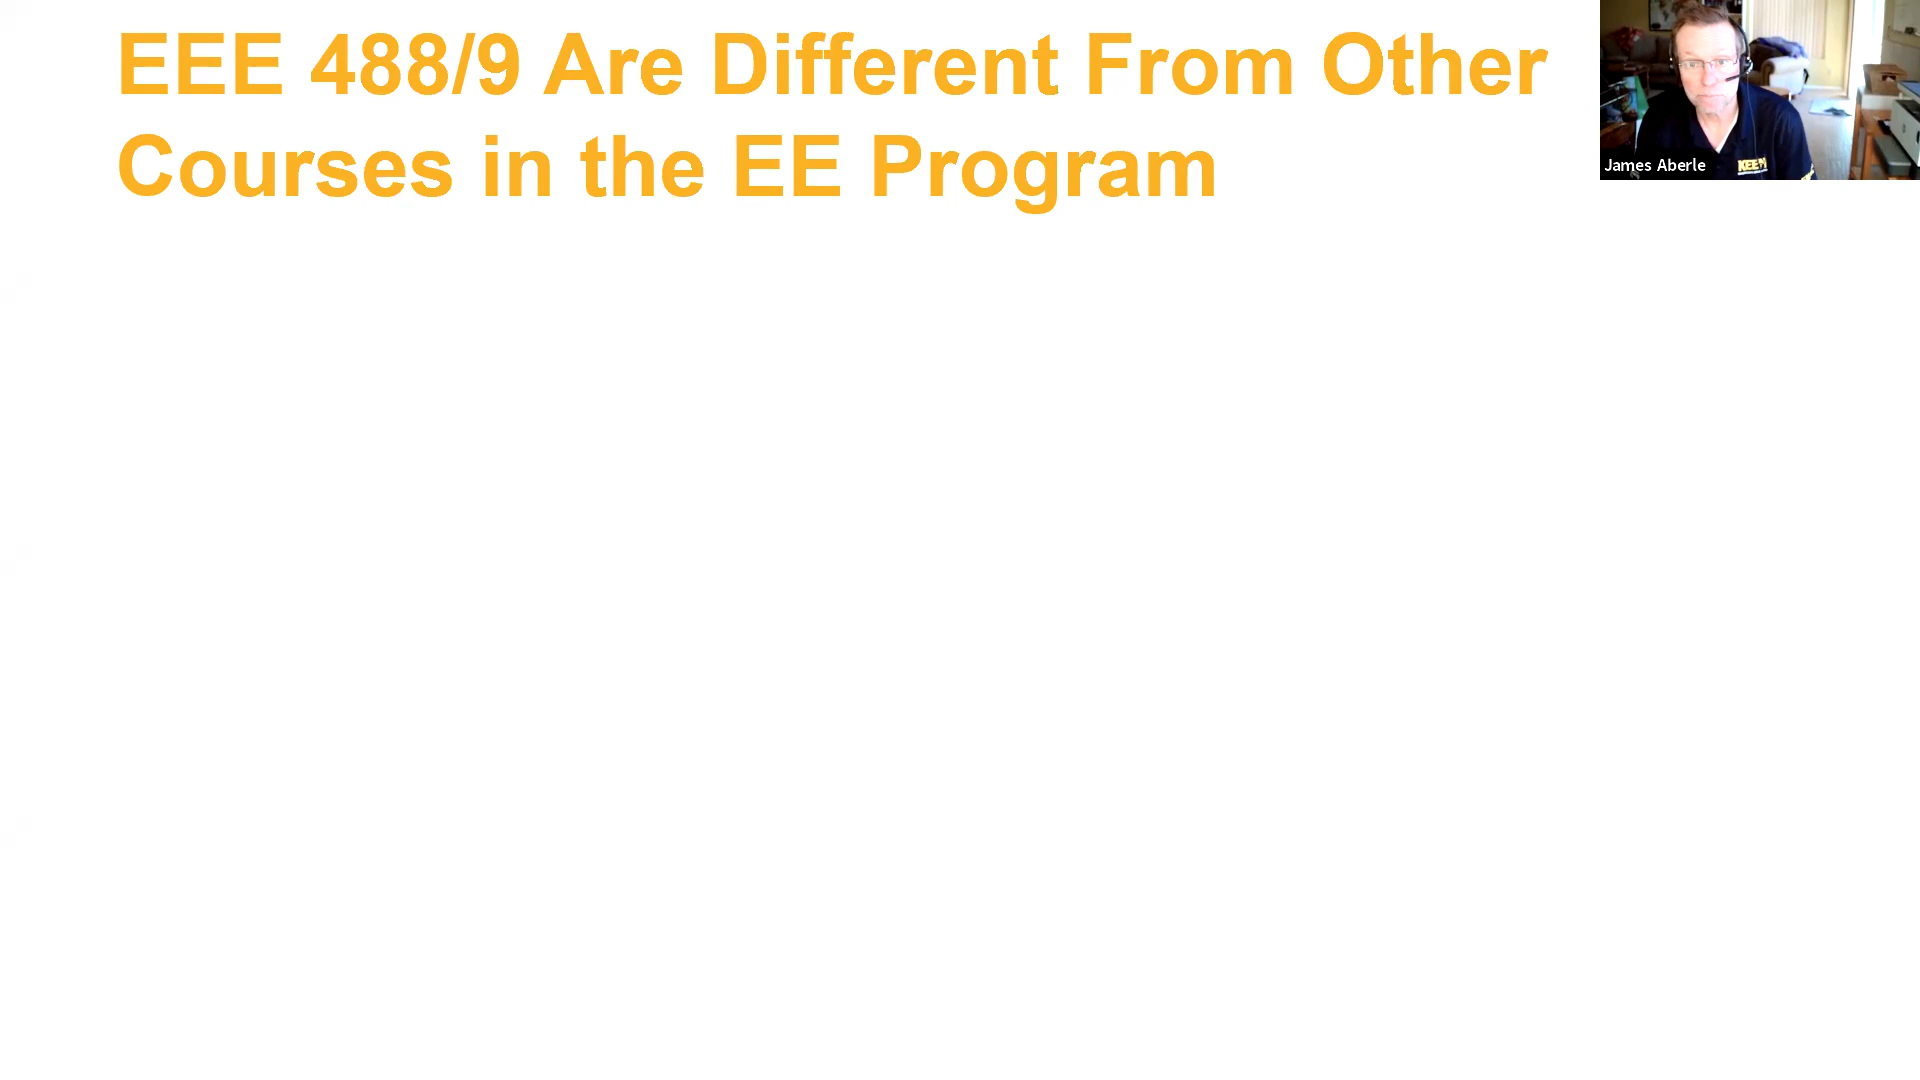 EEE 488/9 Are Different From Other
Courses in the EE Program
James Aberle